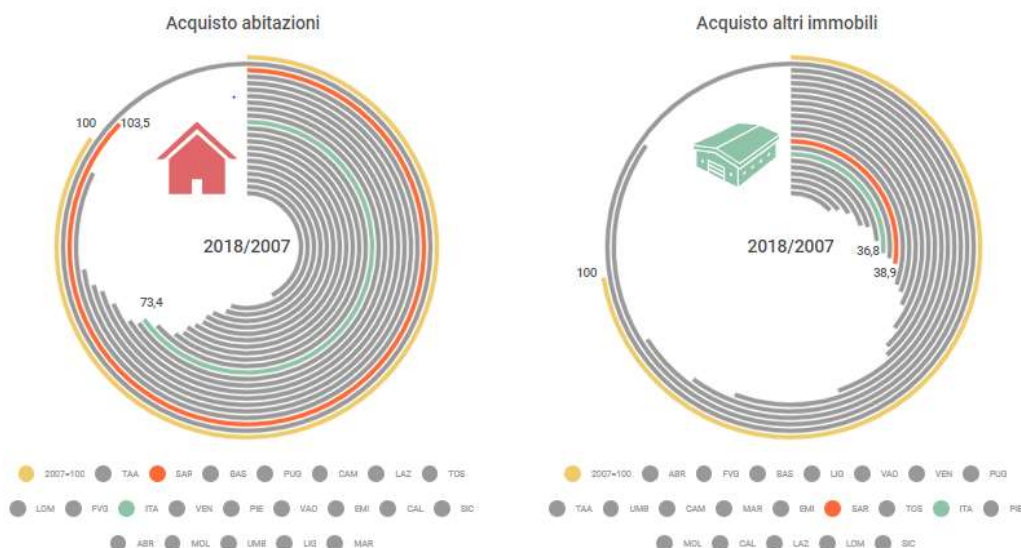 Acquisto abitazioni
100
103,5
2018/2007
73,4
2007=100 TAA SAR BAS PUG CAM LAZ TOS
LOM FVG ITA VEN PIE VAO EMI CAL SIC
ABR MOL UMB LIG MAR
Acquisto altri immobili
2018/2007
36,8
38,9
100
2007=100 ABR FVG BAS LIG VAO VEN PUG
TAA UMB CAM MAR EMI SAR TOS ITA PIE
MOL CAL LAZ LOM SIC